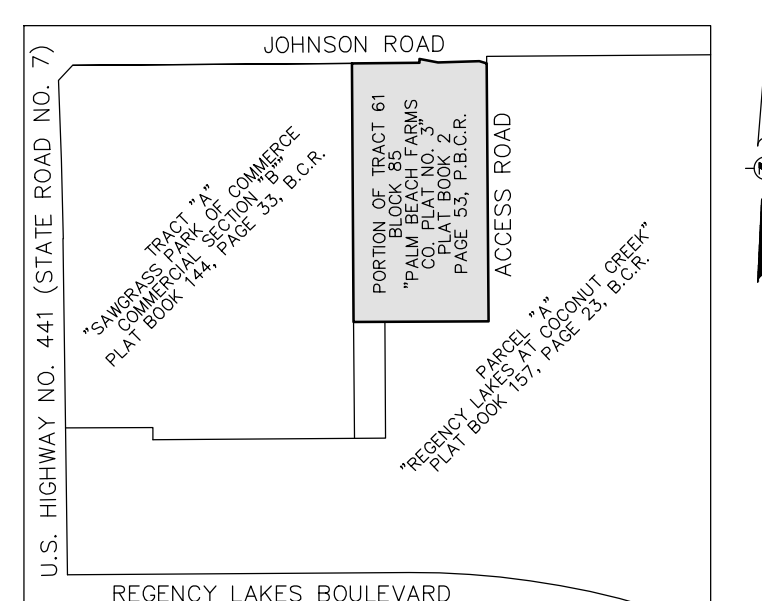 JOHNSON ROAD
U.S. HIGHWAY NO. 441 (STATE ROAD NO. 7)
TRACT "A"
"SAWGRASS PARK OF COMMERCE
COMMERCIAL SECTION "B""
PLAT BOOK 144, PAGE 33, B.C.R.
PORTION OF TRACT 61
BLOCK 85
"PALM BEACH FARMS
CO. PLAT NO. 3"
PLAT BOOK 2
PAGE 53, P.B.C.R.
ACCESS ROAD
PARCEL "A"
"REGENCY LAKES AT COCONUT CREEK"
PLAT BOOK 157, PAGE 23, B.C.R.
REGENCY LAKES BOULEVARD